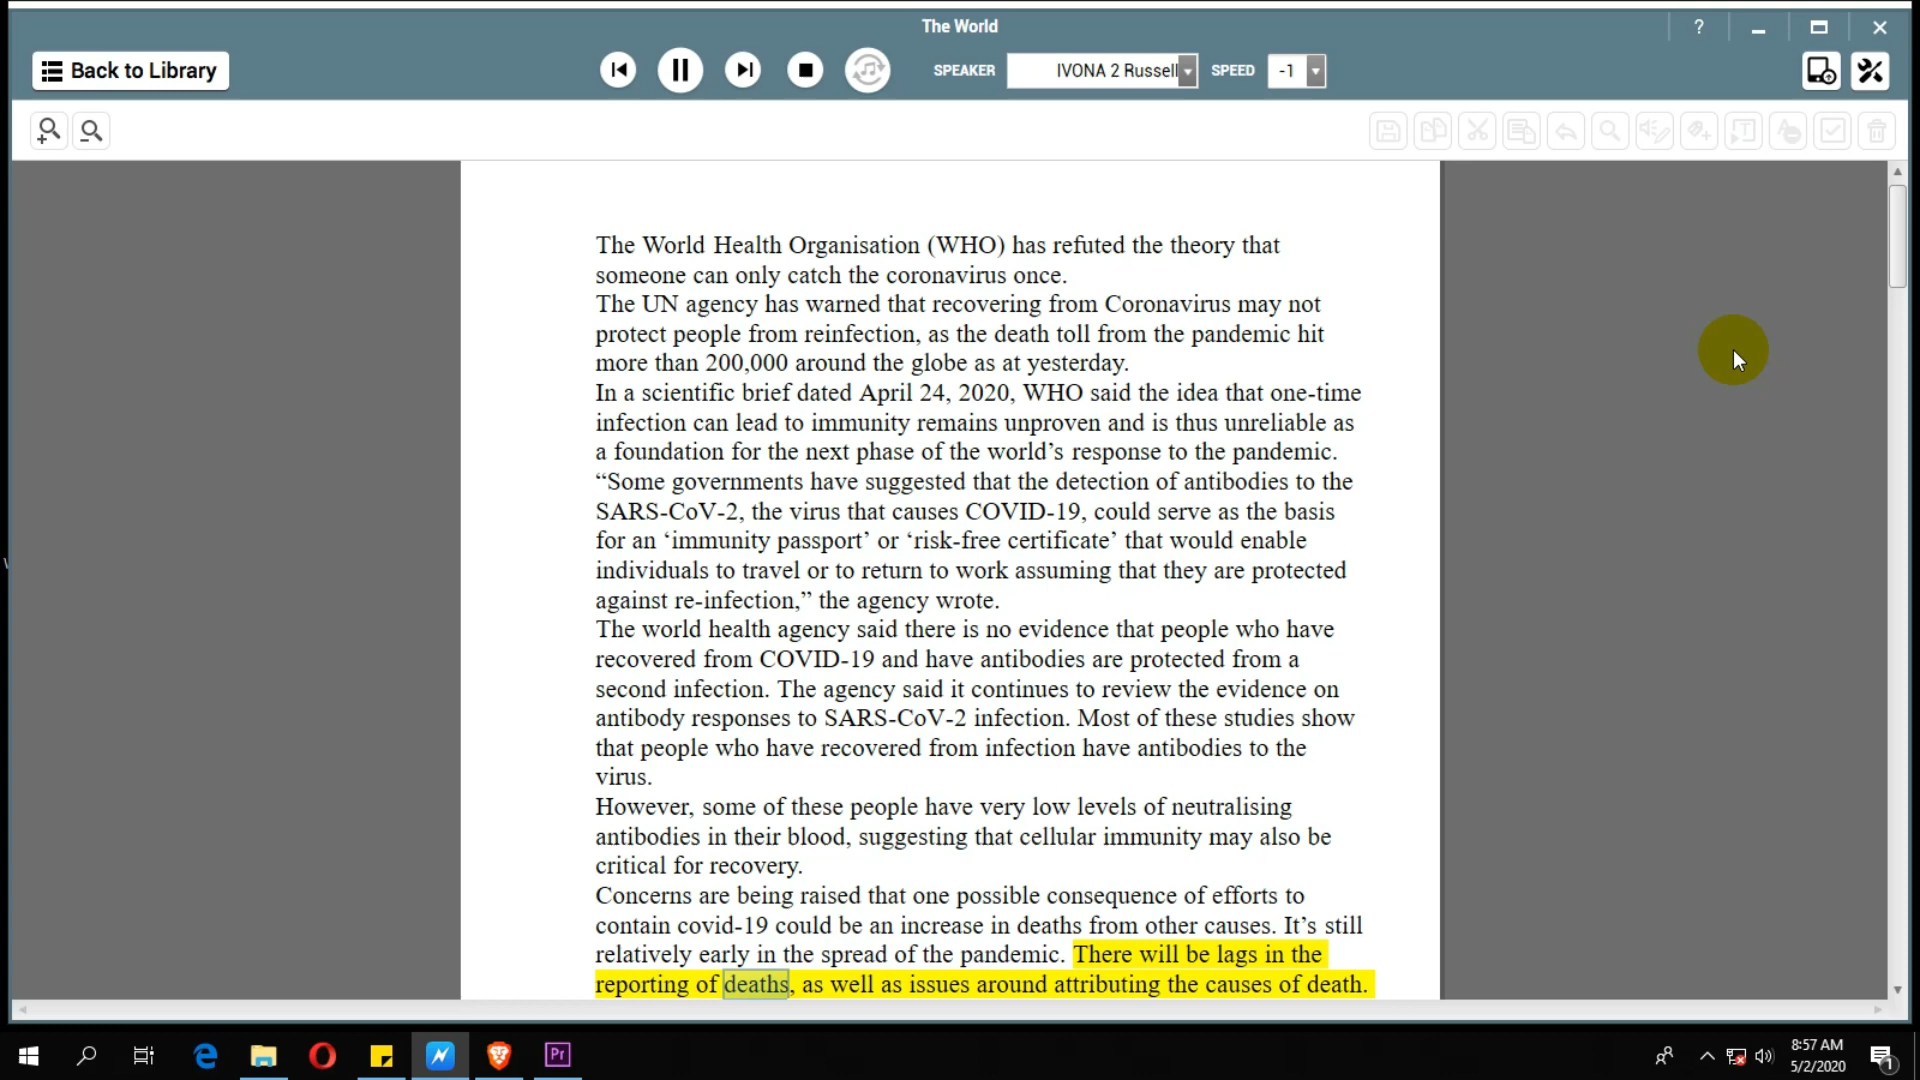 The World
?
Back to Library
SPEAKER
IVONA 2 Russell
SPEED
-1
The World Health Organisation (WHO) has refuted the theory that
someone can only catch the coronavirus once.
The UN agency has warned that recovering from Coronavirus may not
protect people from reinfection, as the death toll from the pandemic hit
more than 200,000 around the globe as at yesterday.
In a scientific brief dated April 24, 2020, WHO said the idea that one-time
infection can lead to immunity remains unproven and is thus unreliable as
a foundation for the next phase of the world’s response to the pandemic.
“Some governments have suggested that the detection of antibodies to the
SARS-CoV-2, the virus that causes COVID-19, could serve as the basis
for an ‘immunity passport’ or ‘risk-free certificate’ that would enable
individuals to travel or to return to work assuming that they are protected
against re-infection,” the agency wrote.
The world health agency said there is no evidence that people who have
recovered from COVID-19 and have antibodies are protected from a
second infection. The agency said it continues to review the evidence on
antibody responses to SARS-CoV-2 infection. Most of these studies show
that people who have recovered from infection have antibodies to the
virus.
However, some of these people have very low levels of neutralising
antibodies in their blood, suggesting that cellular immunity may also be
critical for recovery.
Concerns are being raised that one possible consequence of efforts to
contain covid-19 could be an increase in deaths from other causes. It’s still
relatively early in the spread of the pandemic. There will be lags in the
reporting of deaths, as well as issues around attributing the causes of death.
Pr
8:57 AM
5/2/2020
1